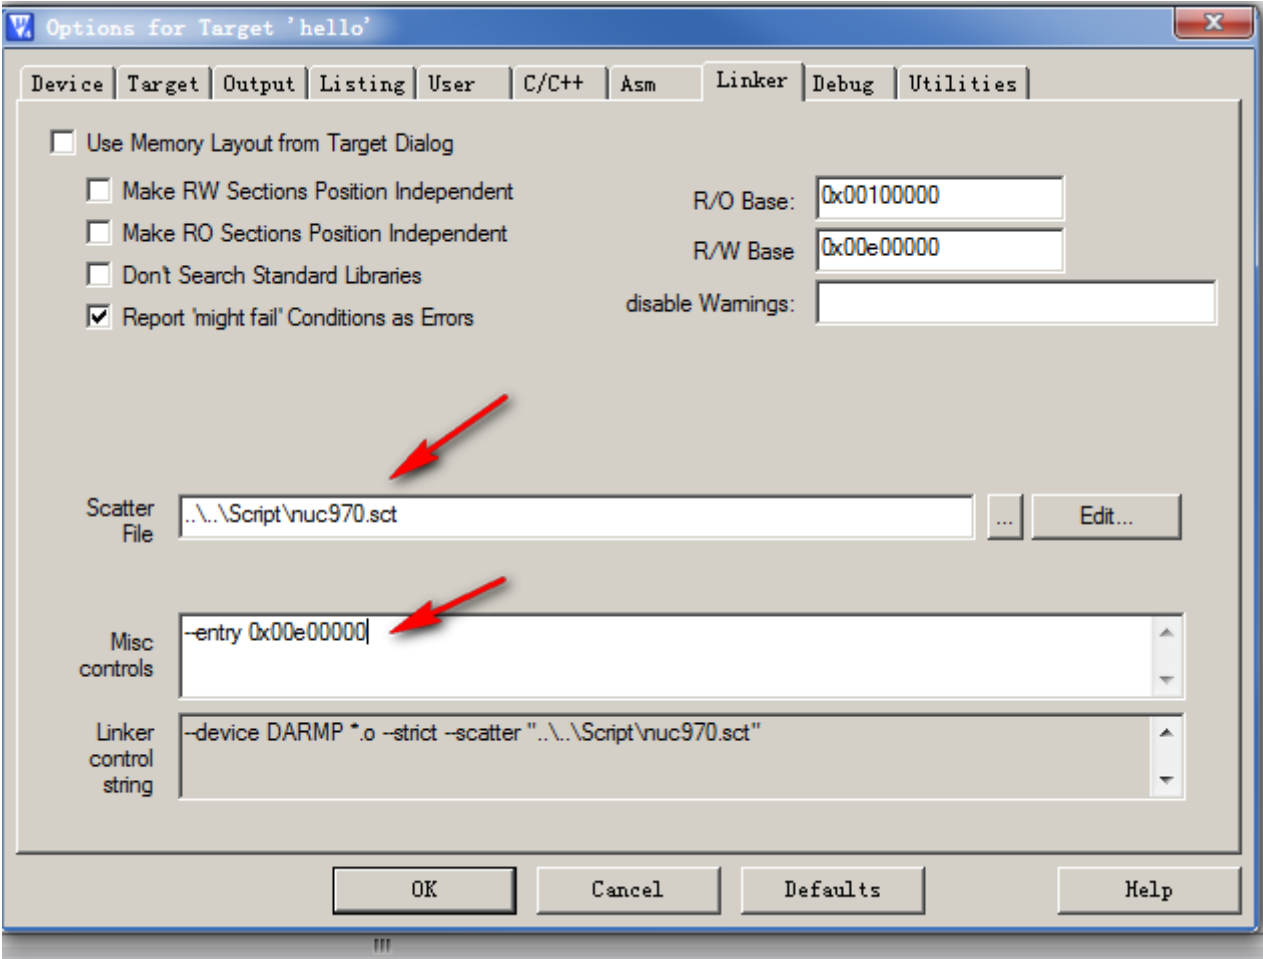 Options for Target 'hello'
Device Target Output Listing User C/C++ Asm Linker Debug Utilities
Use Memory Layout from Target Dialog
Make RW Sections Position Independent
Make RO Sections Position Independent
Don't Search Standard Libraries
Report 'might fail' Conditions as Errors
R/O Base: 0x00100000
R/W Base 0x00e00000
disable Warnings:
Scatter
File
..\..\Script\nuc970.sct
...
Edit...
Misc
controls
--entry 0x00e00000
Linker
control
string
--device DARMP *.o --strict --scatter "..\..\Script\nuc970.sct"
OK Cancel Defaults Help